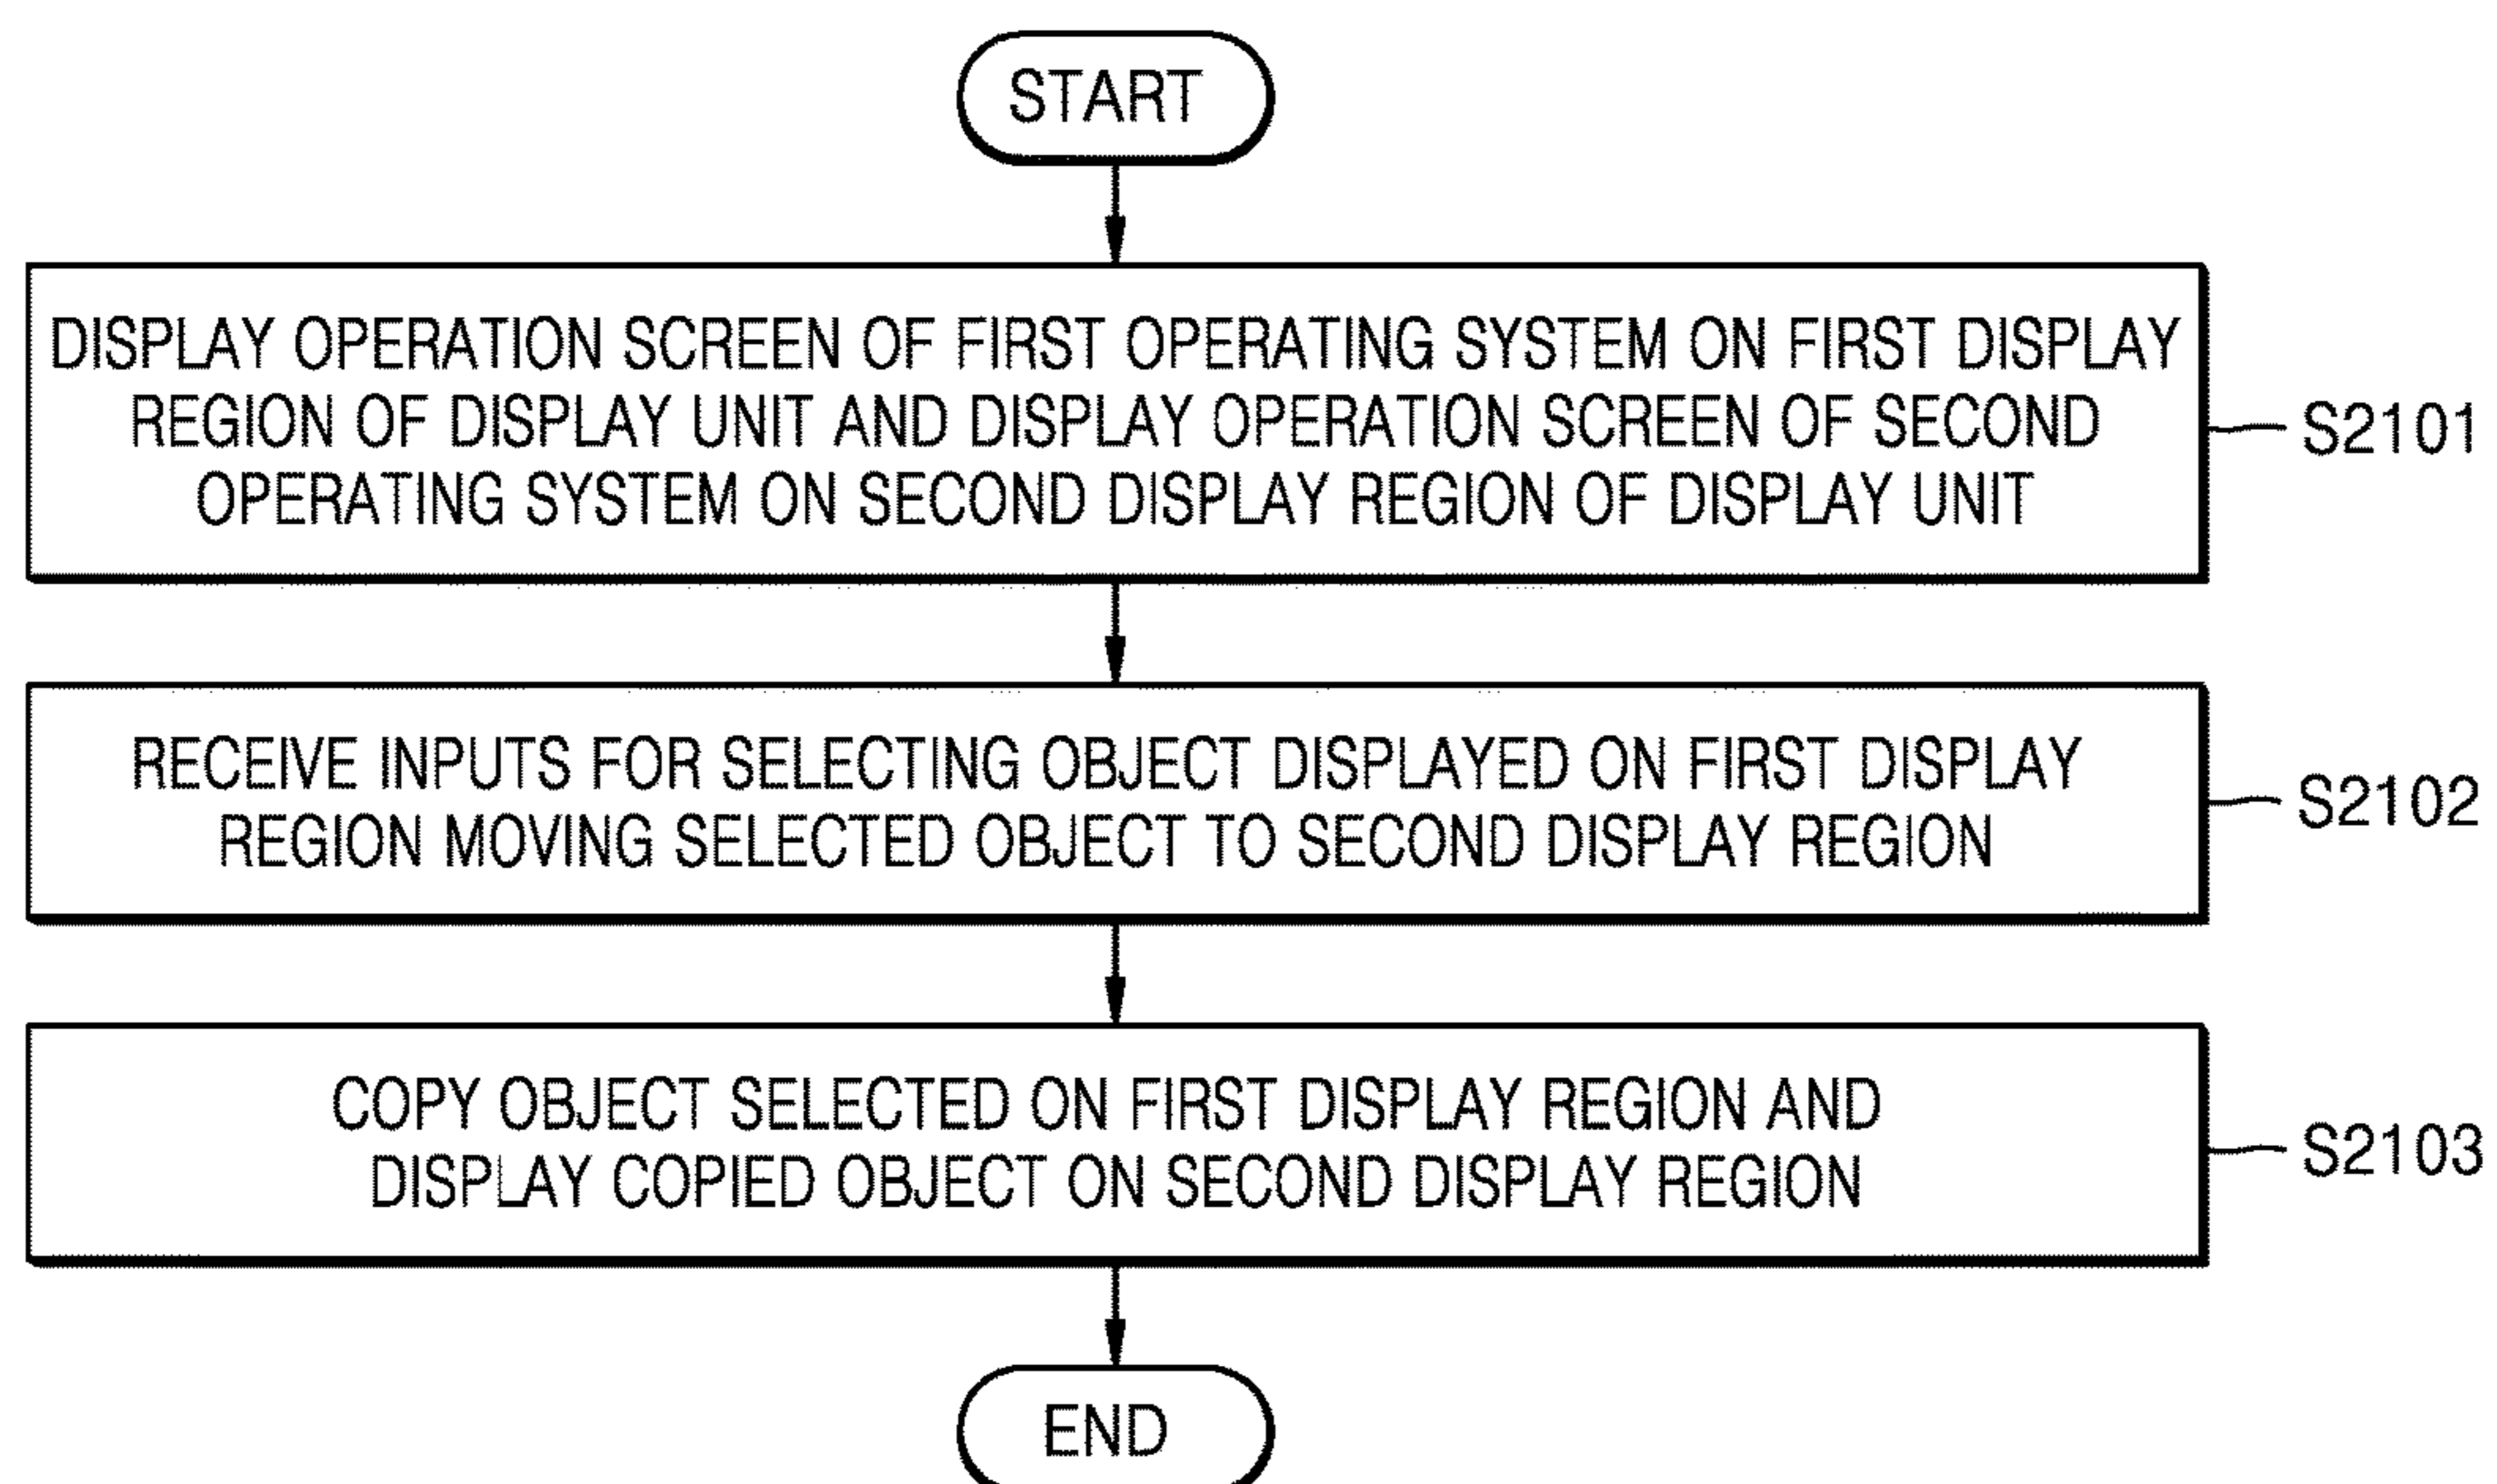 START
DISPLAY OPERATION SCREEN OF FIRST OPERATING SYSTEM ON FIRST DISPLAY
REGION OF DISPLAY UNIT AND DISPLAY OPERATION SCREEN OF SECOND
OPERATING SYSTEM ON SECOND DISPLAY REGION OF DISPLAY UNIT
S2101
RECEIVE INPUTS FOR SELECTING OBJECT DISPLAYED ON FIRST DISPLAY
REGION MOVING SELECTED OBJECT TO SECOND DISPLAY REGION
S2102
COPY OBJECT SELECTED ON FIRST DISPLAY REGION AND
DISPLAY COPIED OBJECT ON SECOND DISPLAY REGION
S2103
END